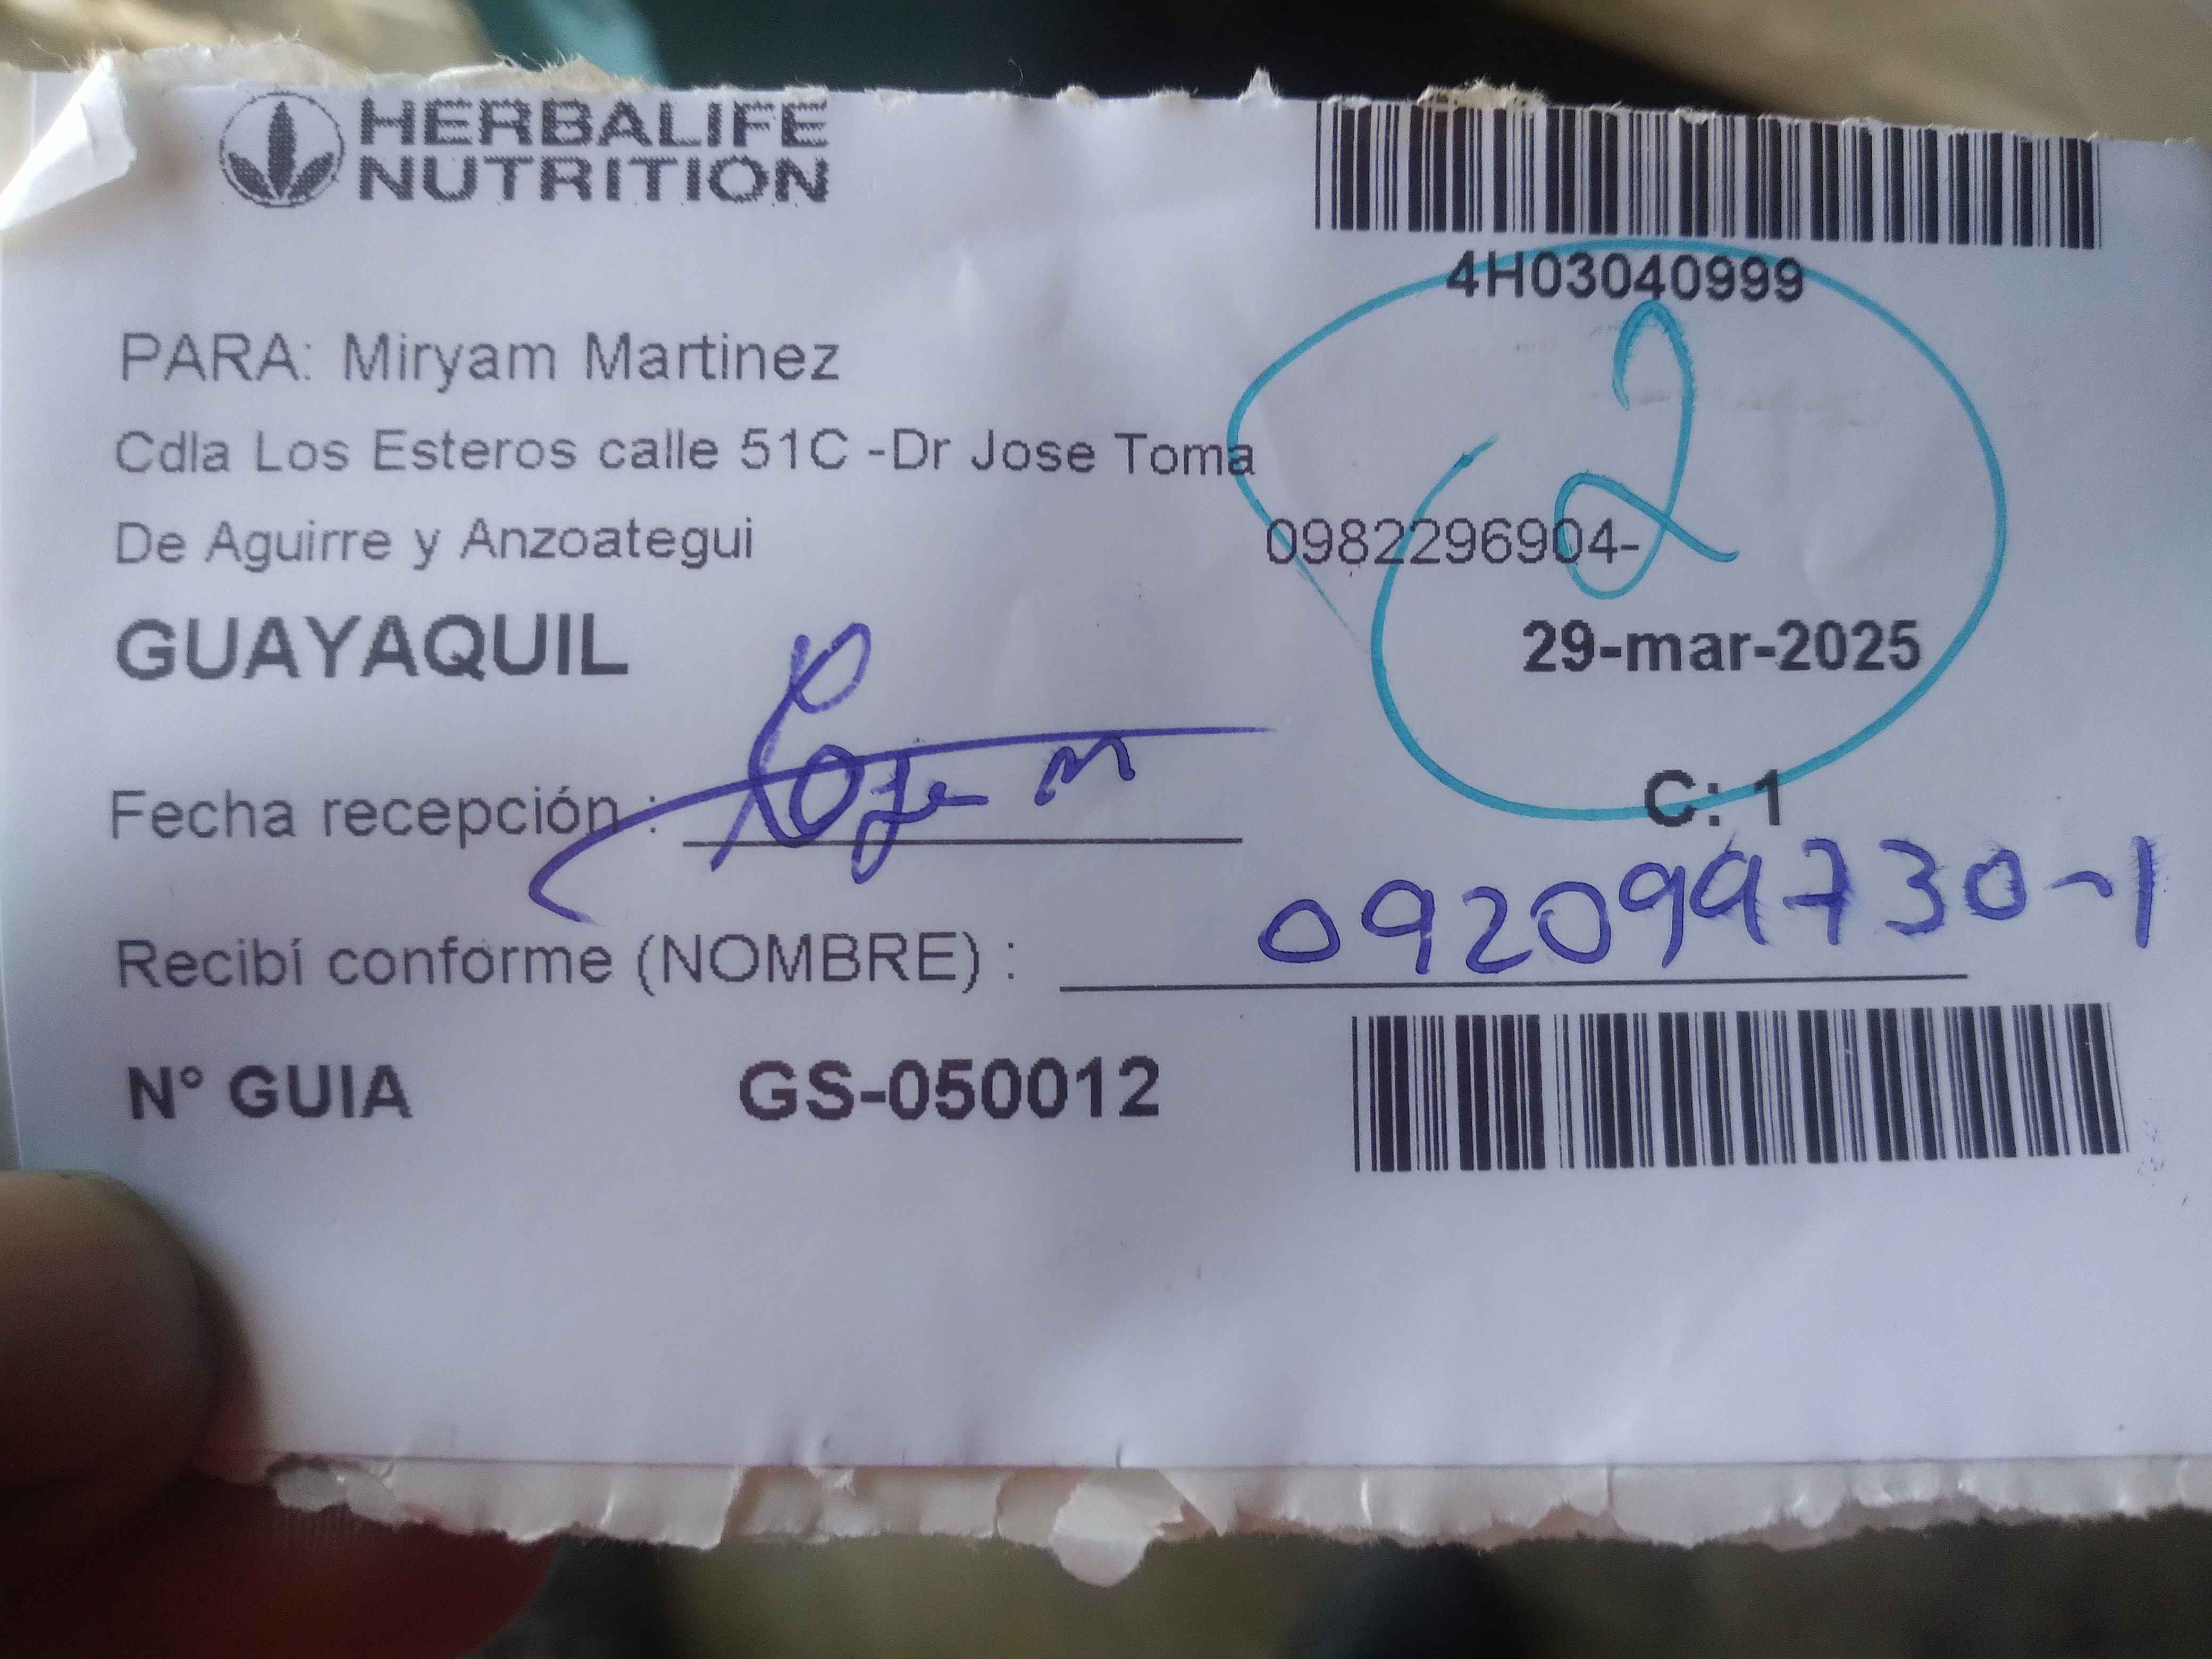 HERBALIFE
NUTRITION
4H03040999
2
PARA: Miryam Martinez
Cdla Los Esteros calle 51C -Dr Jose Toma
De Aguirre y Anzoategui
0982296904-
GUAYAQUIL
29-mar-2025
C: 1
Fecha recepción :
Recibí conforme (NOMBRE) : 092099730-1
N° GUIA GS-050012